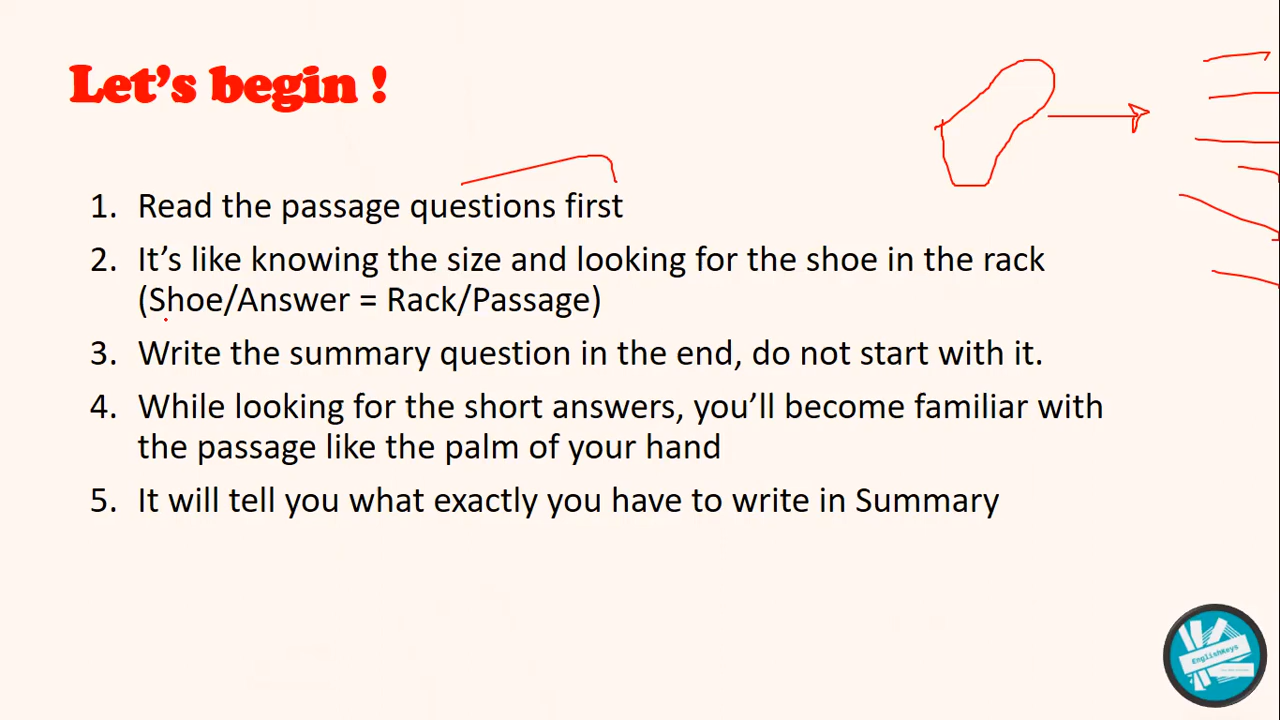 Let's begin !
1. Read the passage questions first
2. It's like knowing the size and looking for the shoe in the rack
(Shoe/Answer = Rack/Passage)
3. Write the summary question in the end, do not start with it.
4. While looking for the short answers, you'll become familiar with
the passage like the palm of your hand
5. It will tell you what exactly you have to write in Summary
EnglishKeys